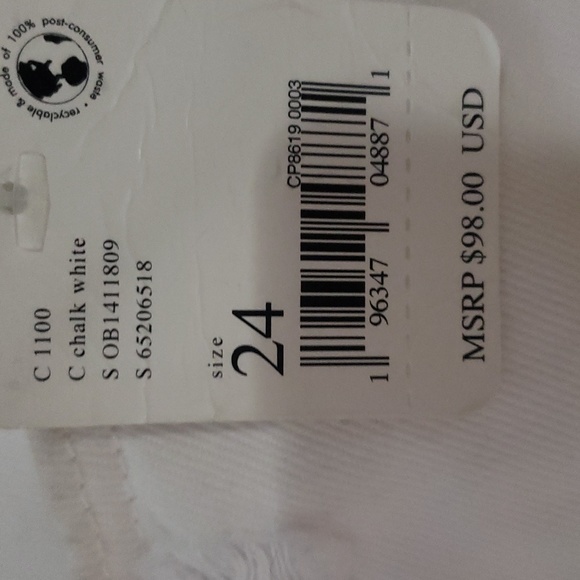 recyclable & made of 100% post-consumer waste •
C 1100
C chalk white
S OB1411809
S 65206518
size
24
CP8619 0003
1 96347 04887 1
MSRP $98.00 USD